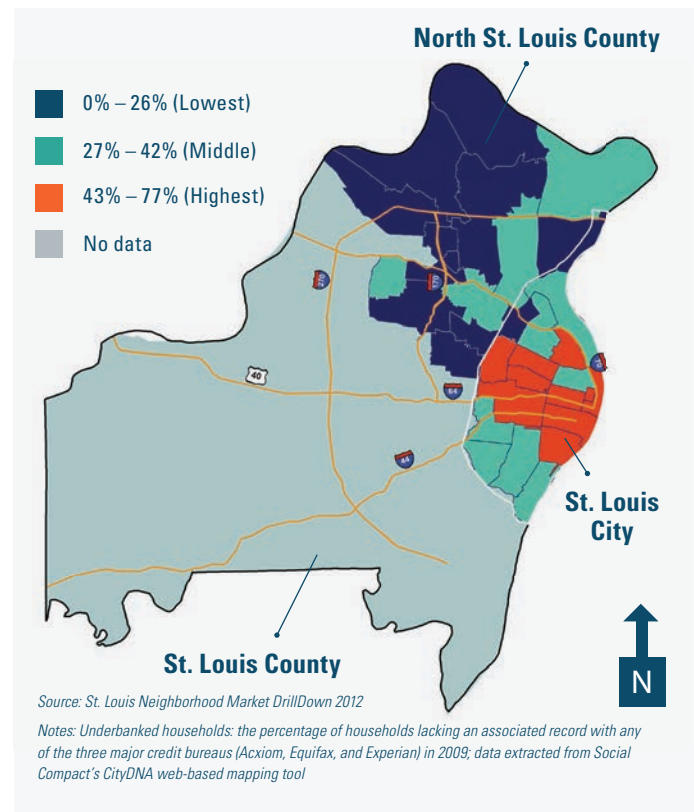 North St. Louis County
0% – 26% (Lowest)
27% – 42% (Middle)
43% – 77% (Highest)
No data
270
170
70
40
64
44
St. Louis
City
St. Louis County
N
Source: St. Louis Neighborhood Market DrillDown 2012
Notes: Underbanked households: the percentage of households lacking an associated record with any
of the three major credit bureaus (Acxiom, Equifax, and Experian) in 2009; data extracted from Social
Compact's CityDNA web-based mapping tool